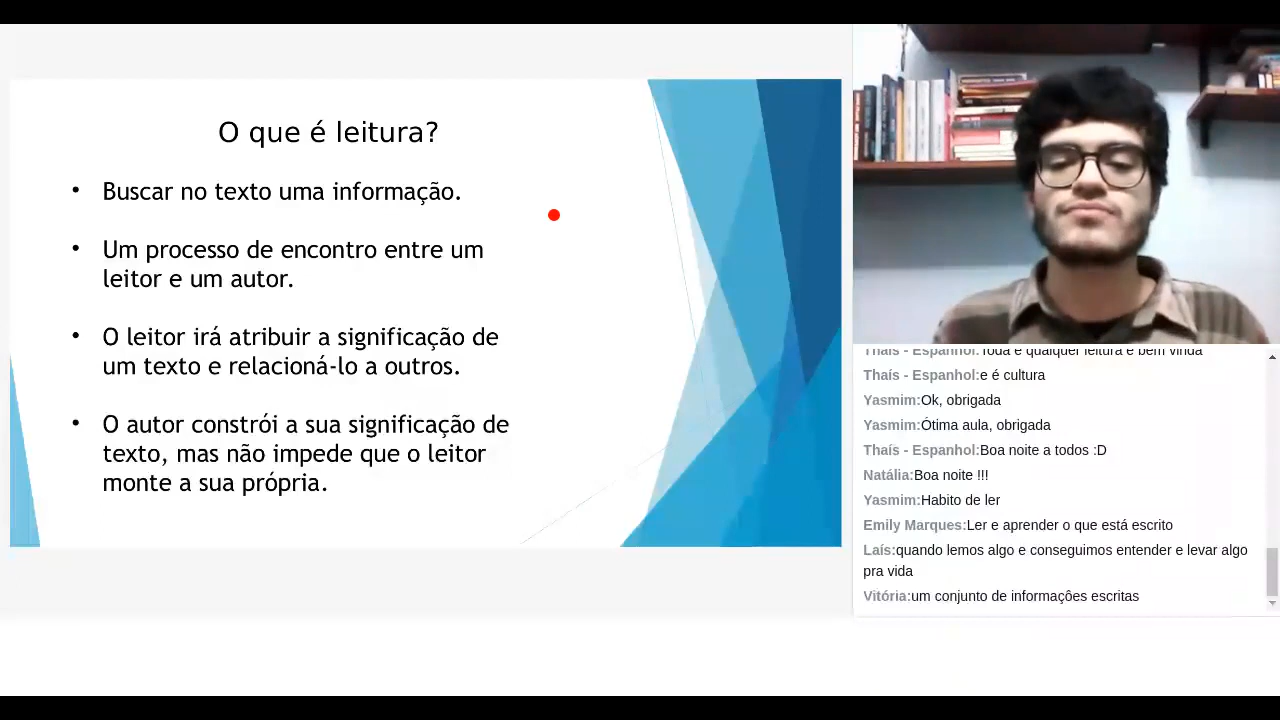 O que é leitura?
• Buscar no texto uma informação.
• Um processo de encontro entre um
leitor e um autor.
• O leitor irá atribuir a significação de
um texto e relacioná-lo a outros.
• O autor constrói a sua significação de
texto, mas não impede que o leitor
monte a sua própria.
Thaís - Espanhol:Toda e qualquer leitura é bem vinda
Thaís - Espanhol:e é cultura
Yasmim:Ok, obrigada
Yasmim:Ótima aula, obrigada
Thaís - Espanhol:Boa noite a todos :D
Natália:Boa noite !!!
Yasmim:Habito de ler
Emily Marques:Ler e aprender o que está escrito
Laís:quando lemos algo e conseguimos entender e levar algo
pra vida
Vitória:um conjunto de informações escritas